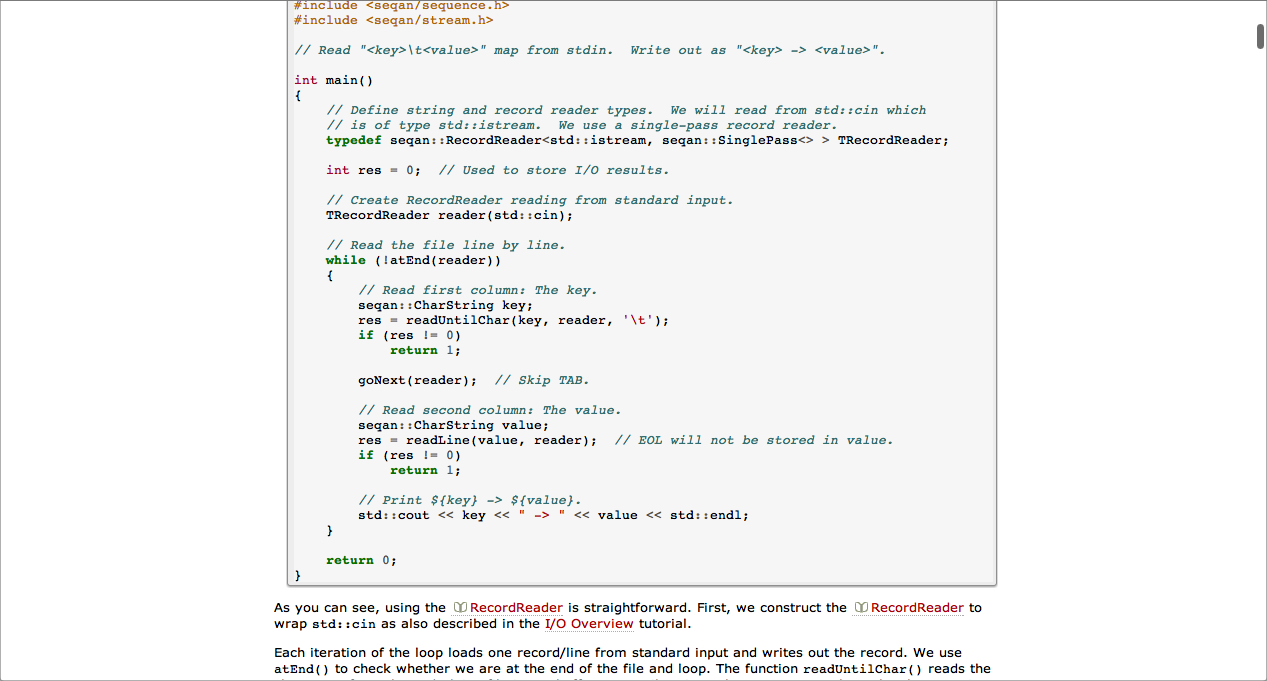 #include <seqan/sequence.h>
#include <seqan/stream.h>
// Read "<key>\t<value>" map from stdin.  Write out as "<key> -> <value>".
int main()
{
    // Define string and record reader types.  We will read from std::cin which
    // is of type std::istream.  We use a single-pass record reader.
    typedef seqan::RecordReader<std::istream, seqan::SinglePass<> > TRecordReader;
    int res = 0;  // Used to store I/O results.
    // Create RecordReader reading from standard input.
    TRecordReader reader(std::cin);
    // Read the file line by line.
    while (!atEnd(reader))
    {
        // Read first column: The key.
        seqan::CharString key;
        res = readUntilChar(key, reader, '\t');
        if (res != 0)
            return 1;
        goNext(reader);  // Skip TAB.
        // Read second column: The value.
        seqan::CharString value;
        res = readLine(value, reader);  // EOL will not be stored in value.
        if (res != 0)
            return 1;
        // Print ${key} -> ${value}.
        std::cout << key << " -> " << value << std::endl;
    }
    return 0;
}
As you can see, using the RecordReader is straightforward. First, we construct the RecordReader to
wrap std::cin as also described in the I/O Overview tutorial.
Each iteration of the loop loads one record/line from standard input and writes out the record. We use
atEnd() to check whether we are at the end of the file and loop. The function readUntilChar() reads the